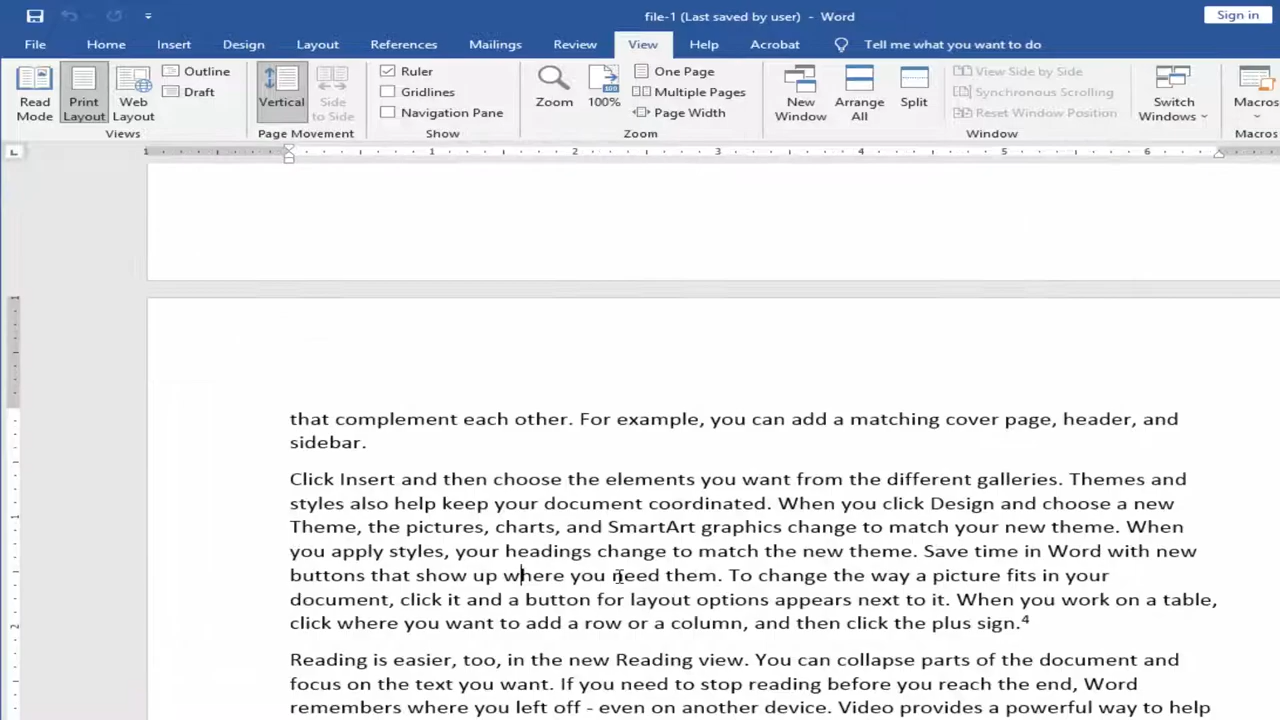 file-1 (Last saved by user) - Word
Sign in
File Home Insert Design Layout References Mailings Review View Help Acrobat Tell me what you want to do
Read Mode
Print Layout
Web Layout
Outline
Draft
Views
Vertical
Side to Side
Page Movement
Ruler
Gridlines
Navigation Pane
Show
Zoom
100
100%
One Page
Multiple Pages
Page Width
Zoom
New Window
Arrange All
Split
View Side by Side
Synchronous Scrolling
Reset Window Position
Window
Switch Windows
Macros
Macros
1 1 2 3 4 5 6
1
1
2
that complement each other. For example, you can add a matching cover page, header, and
sidebar.
Click Insert and then choose the elements you want from the different galleries. Themes and
styles also help keep your document coordinated. When you click Design and choose a new
Theme, the pictures, charts, and SmartArt graphics change to match your new theme. When
you apply styles, your headings change to match the new theme. Save time in Word with new
buttons that show up where you need them. To change the way a picture fits in your
document, click it and a button for layout options appears next to it. When you work on a table,
click where you want to add a row or a column, and then click the plus sign.⁴
Reading is easier, too, in the new Reading view. You can collapse parts of the document and
focus on the text you want. If you need to stop reading before you reach the end, Word
remembers where you left off - even on another device. Video provides a powerful way to help